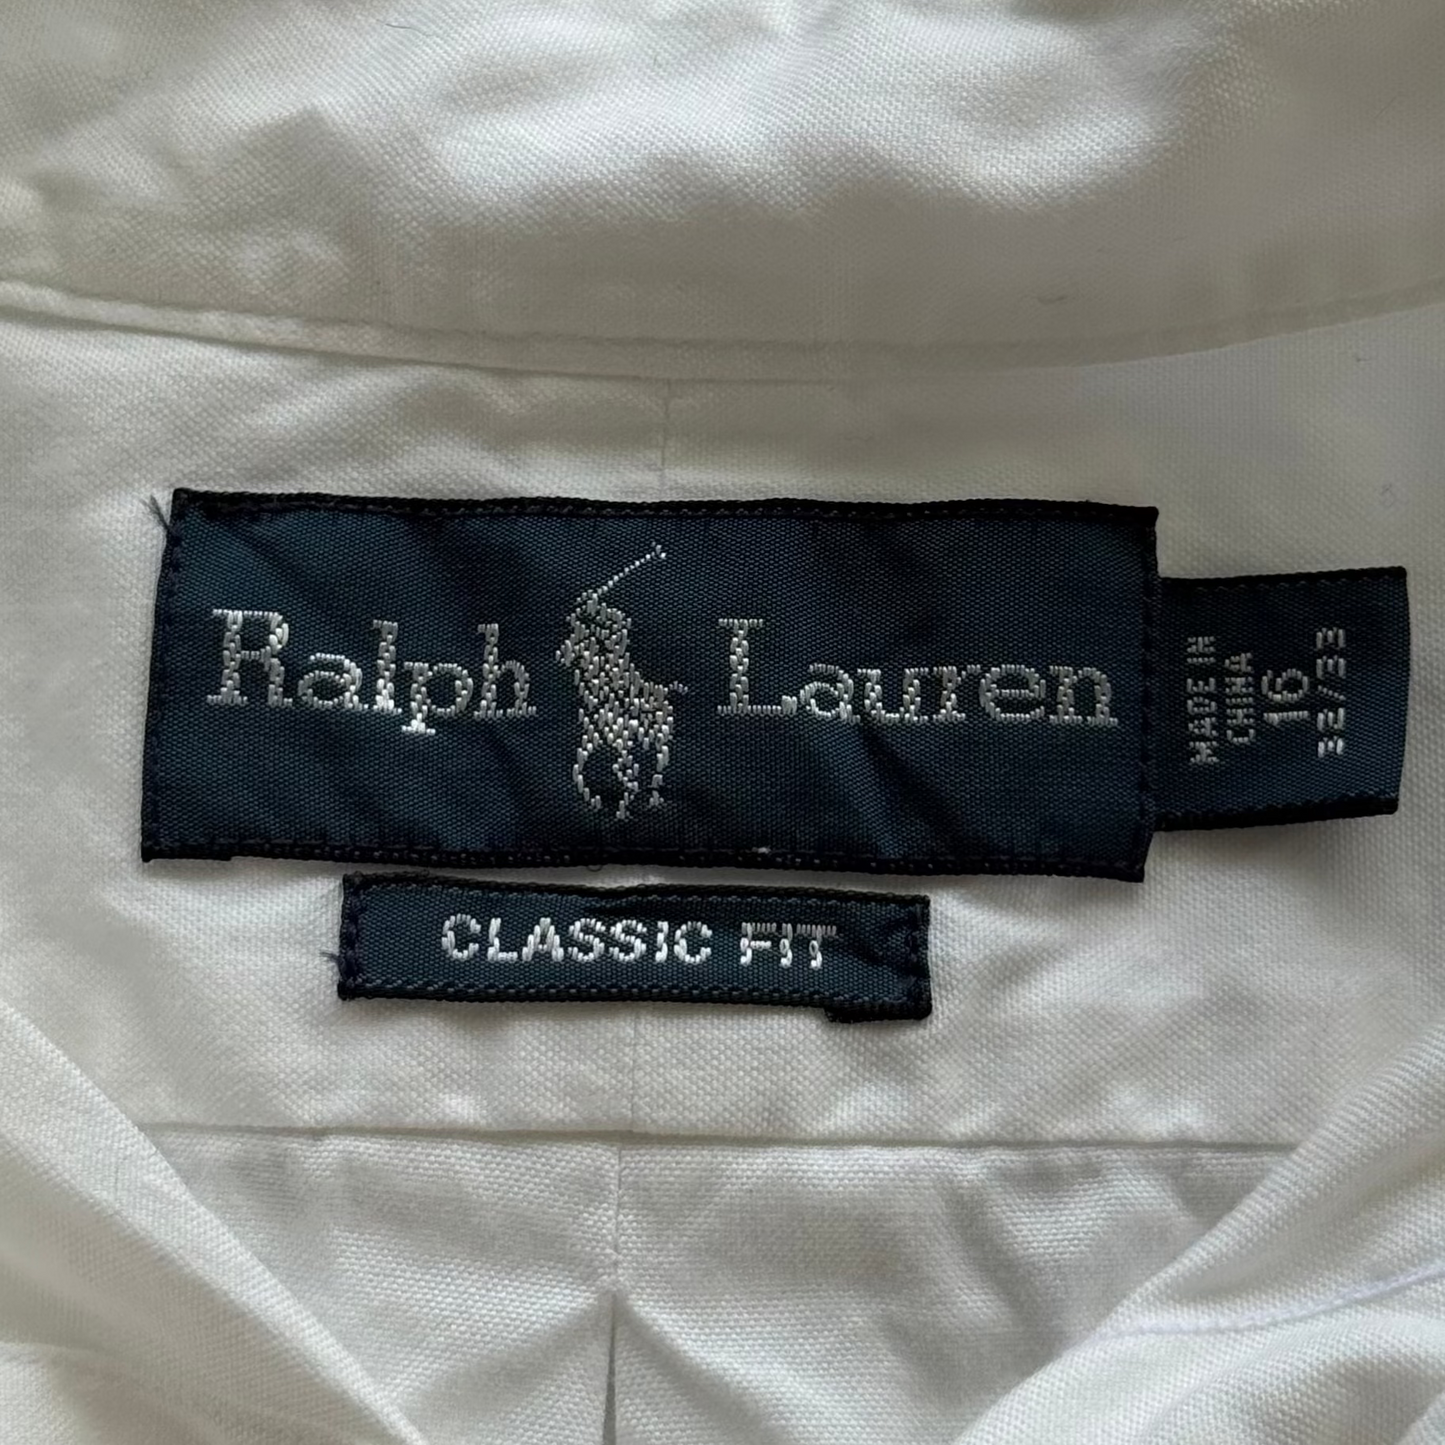 Ralph Lauren
MADE IN
CHINA
16
32/33
CLASSIC FIT